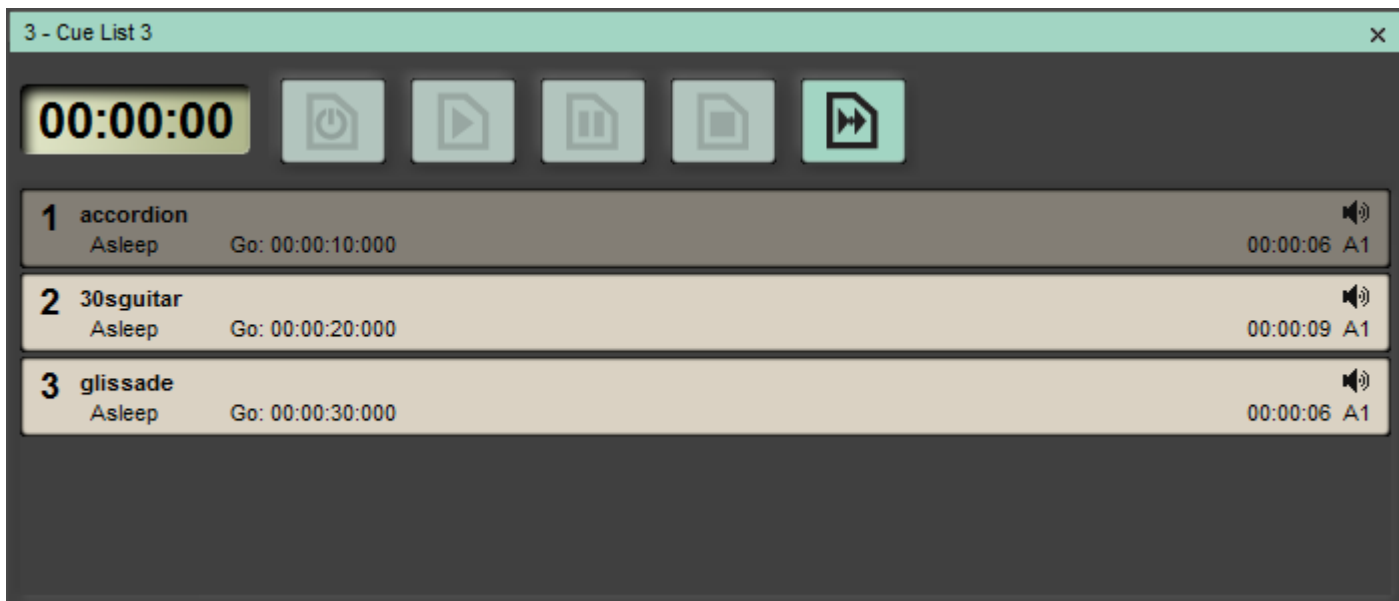 3 - Cue List 3
00:00:00
1 accordion
Asleep Go: 00:00:10:000 00:00:06 A1
2 30sguitar
Asleep Go: 00:00:20:000 00:00:09 A1
3 glissade
Asleep Go: 00:00:30:000 00:00:06 A1